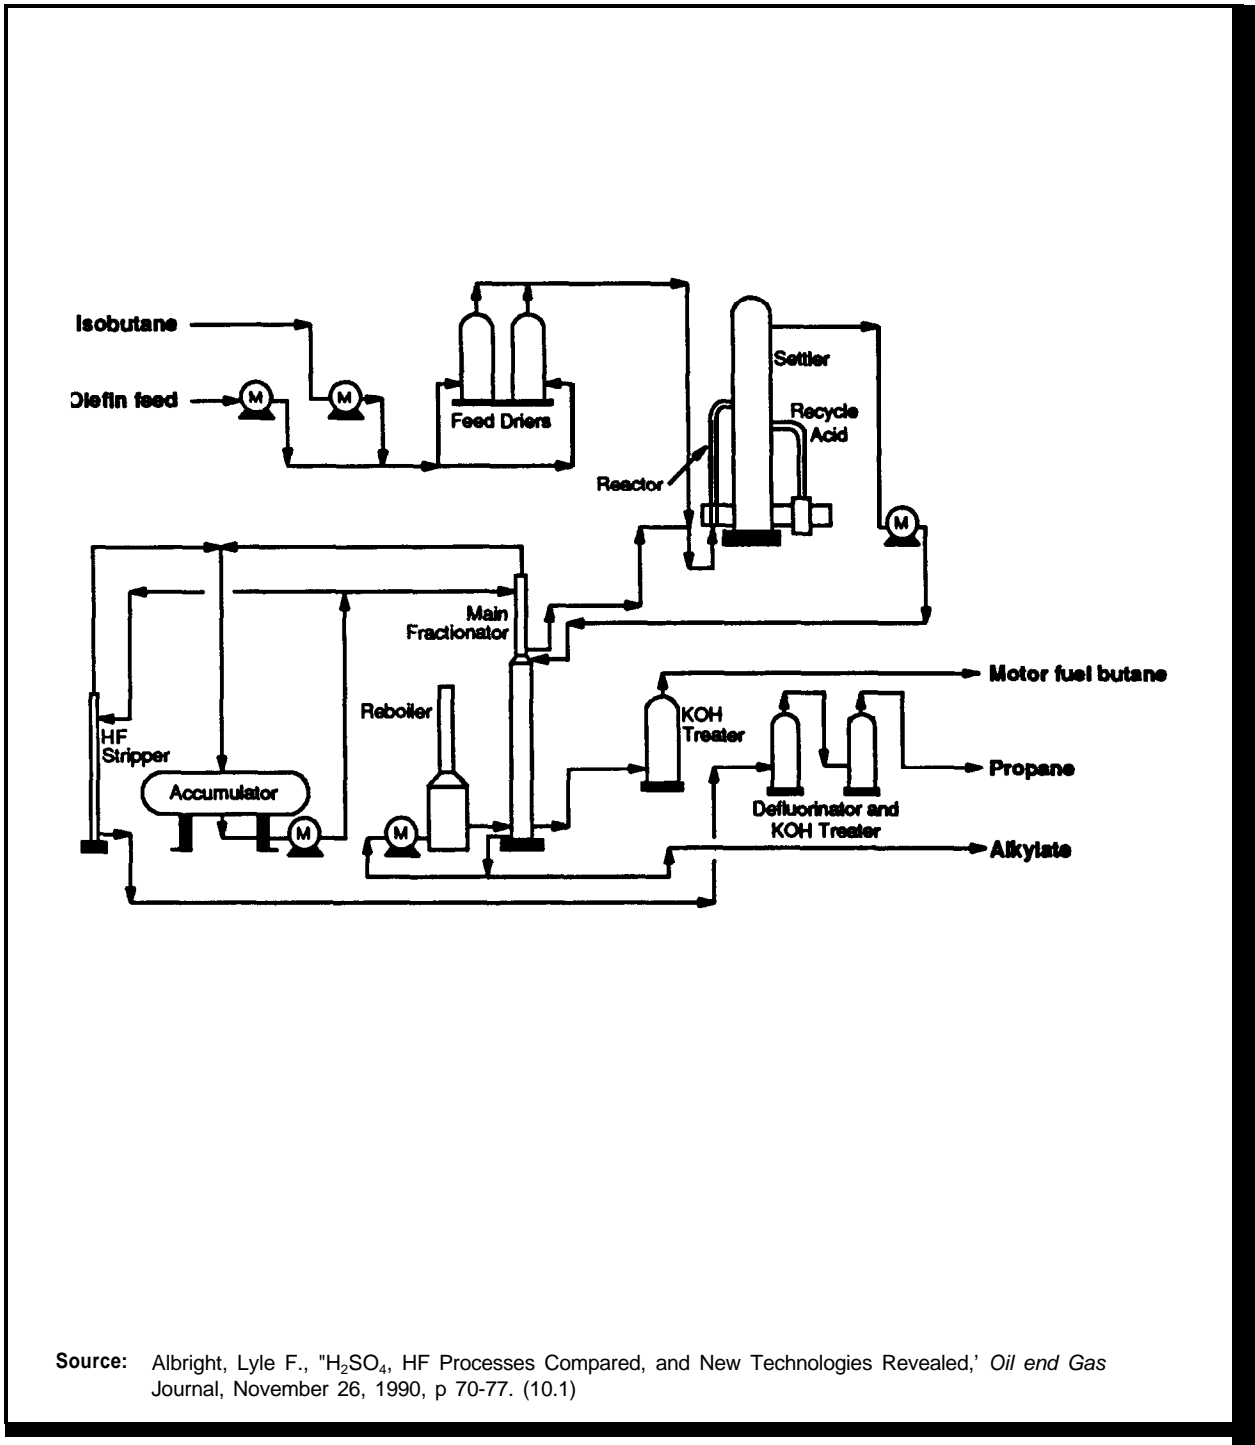 Isobutane
Olefin feed
M
M
Feed Driers
Settler
Recycle
Acid
Reactor
M
Main
Fractionator
Motor fuel butane
Reboiler
KOH
Treater
HF
Stripper
Propane
Accumulator
Defluorinator and
KOH Treater
M
M
Alkylate
Source: Albright, Lyle F., "H₂SO₄, HF Processes Compared, and New Technologies Revealed,' Oil end Gas
Journal, November 26, 1990, p 70-77. (10.1)